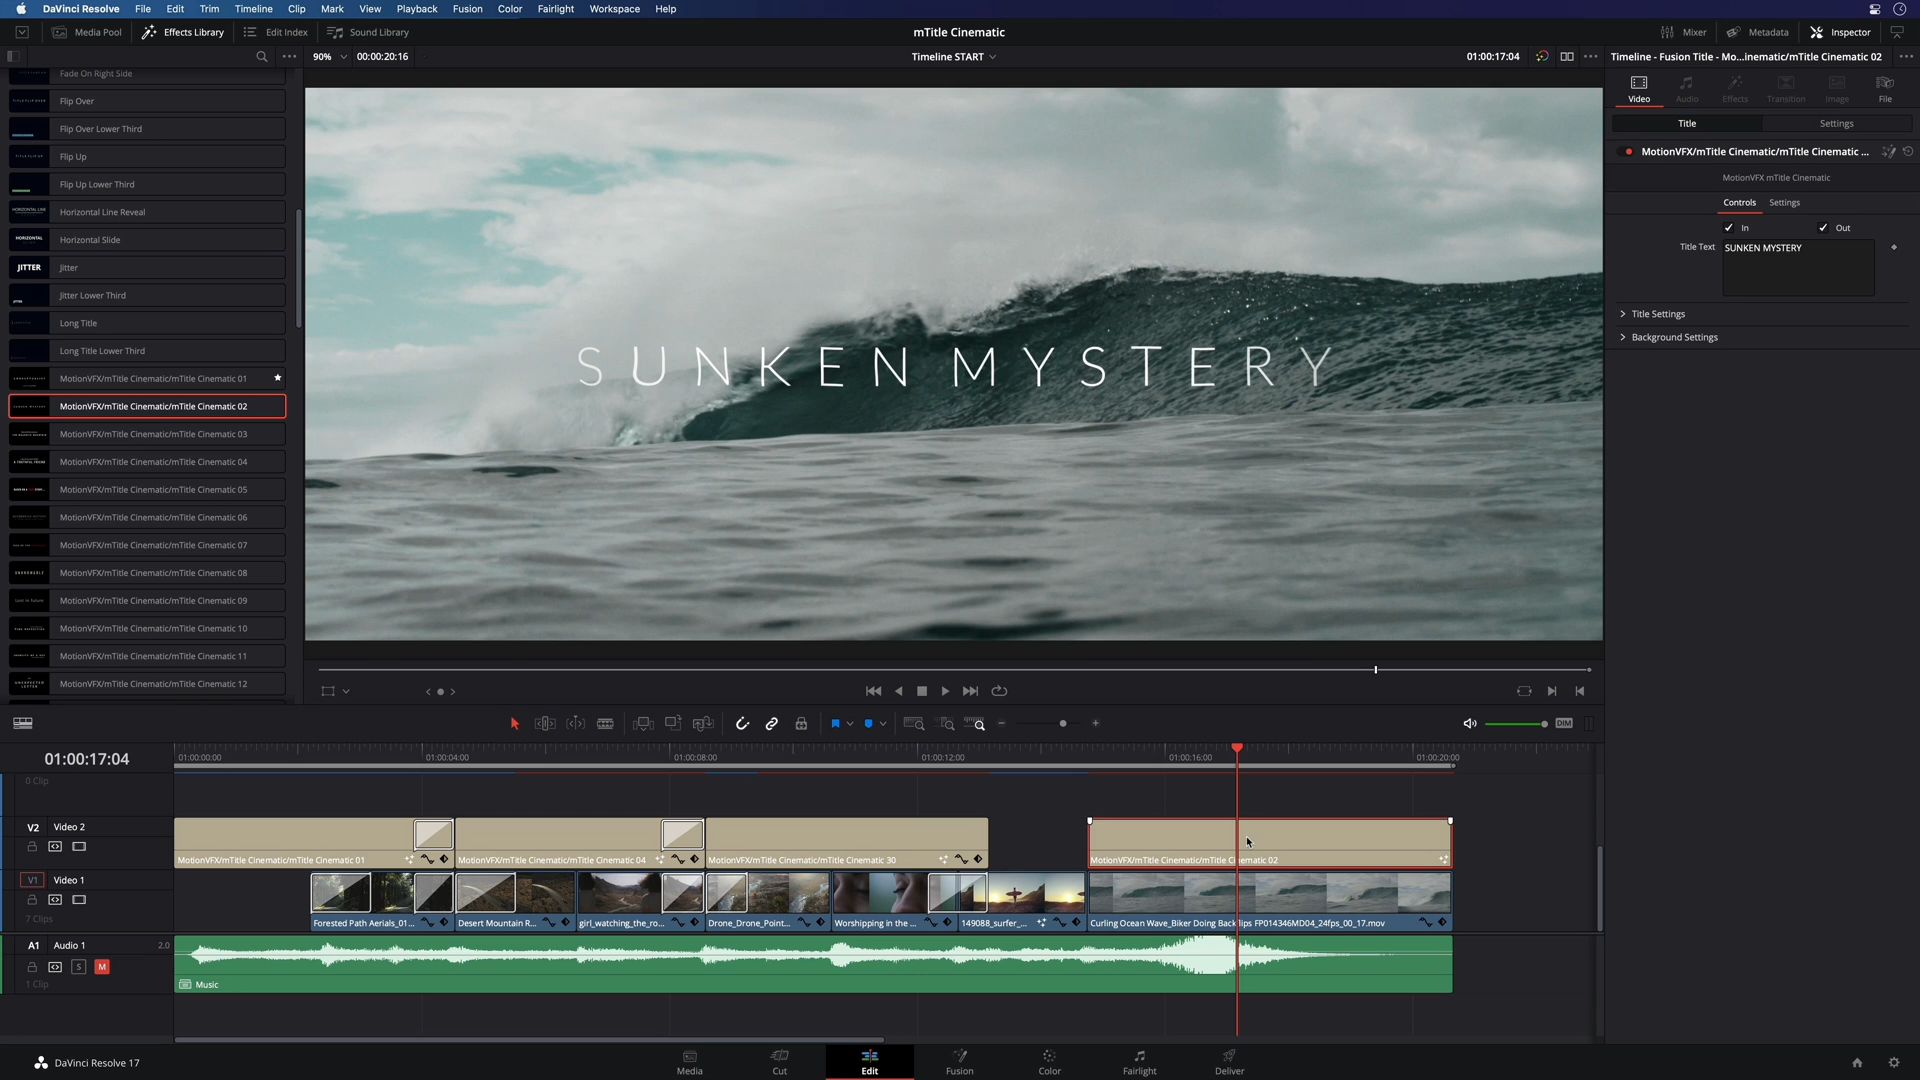 DaVinci Resolve File Edit Trim Timeline Clip Mark View Playback Fusion Color Fairlight Workspace Help
Media Pool Effects Library Edit Index Sound Library mTitle Cinematic Mixer Metadata Inspector
90% 00:00:20:16 Timeline START 01:00:17:04 Timeline - Fusion Title - Mo...inematic/mTitle Cinematic 02
Fade On Right Side
Flip Over
Flip Over Lower Third
Flip Up
Flip Up Lower Third
Horizontal Line Reveal
HORIZONTAL Horizontal Slide
JITTER Jitter
Jitter Lower Third
Long Title
Long Title Lower Third
MotionVFX/mTitle Cinematic/mTitle Cinematic 01
MotionVFX/mTitle Cinematic/mTitle Cinematic 02
MotionVFX/mTitle Cinematic/mTitle Cinematic 03
MotionVFX/mTitle Cinematic/mTitle Cinematic 04
MotionVFX/mTitle Cinematic/mTitle Cinematic 05
MotionVFX/mTitle Cinematic/mTitle Cinematic 06
MotionVFX/mTitle Cinematic/mTitle Cinematic 07
MotionVFX/mTitle Cinematic/mTitle Cinematic 08
MotionVFX/mTitle Cinematic/mTitle Cinematic 09
MotionVFX/mTitle Cinematic/mTitle Cinematic 10
MotionVFX/mTitle Cinematic/mTitle Cinematic 11
MotionVFX/mTitle Cinematic/mTitle Cinematic 12
SUNKEN MYSTERY
Video Audio Effects Transition Image File
Title Settings
MotionVFX/mTitle Cinematic/mTitle Cinematic ...
MotionVFX mTitle Cinematic
Controls Settings
In Out
Title Text SUNKEN MYSTERY
Title Settings
Background Settings
DIM
01:00:17:04 01:00:00:00 01:00:04:00 01:00:08:00 01:00:12:00 01:00:16:00 01:00:20:00
0 Clip
V2 Video 2
MotionVFX/mTitle Cinematic/mTitle Cinematic 01 MotionVFX/mTitle Cinematic/mTitle Cinematic 04 MotionVFX/mTitle Cinematic/mTitle Cinematic 30 MotionVFX/mTitle Cinematic/mTitle Cinematic 02
V1 Video 1
7 Clips
Forested Path Aerials_01... Desert Mountain R... girl_watching_the_ro... Drone_Drone_Point... Worshipping in the ... 149088_surfer_... Curling Ocean Wave_Biker Doing Backflips FP014346MD04_24fps_00_17.mov
A1 Audio 1 2.0
S M
1 Clip
Music
DaVinci Resolve 17 Media Cut Edit Fusion Color Fairlight Deliver